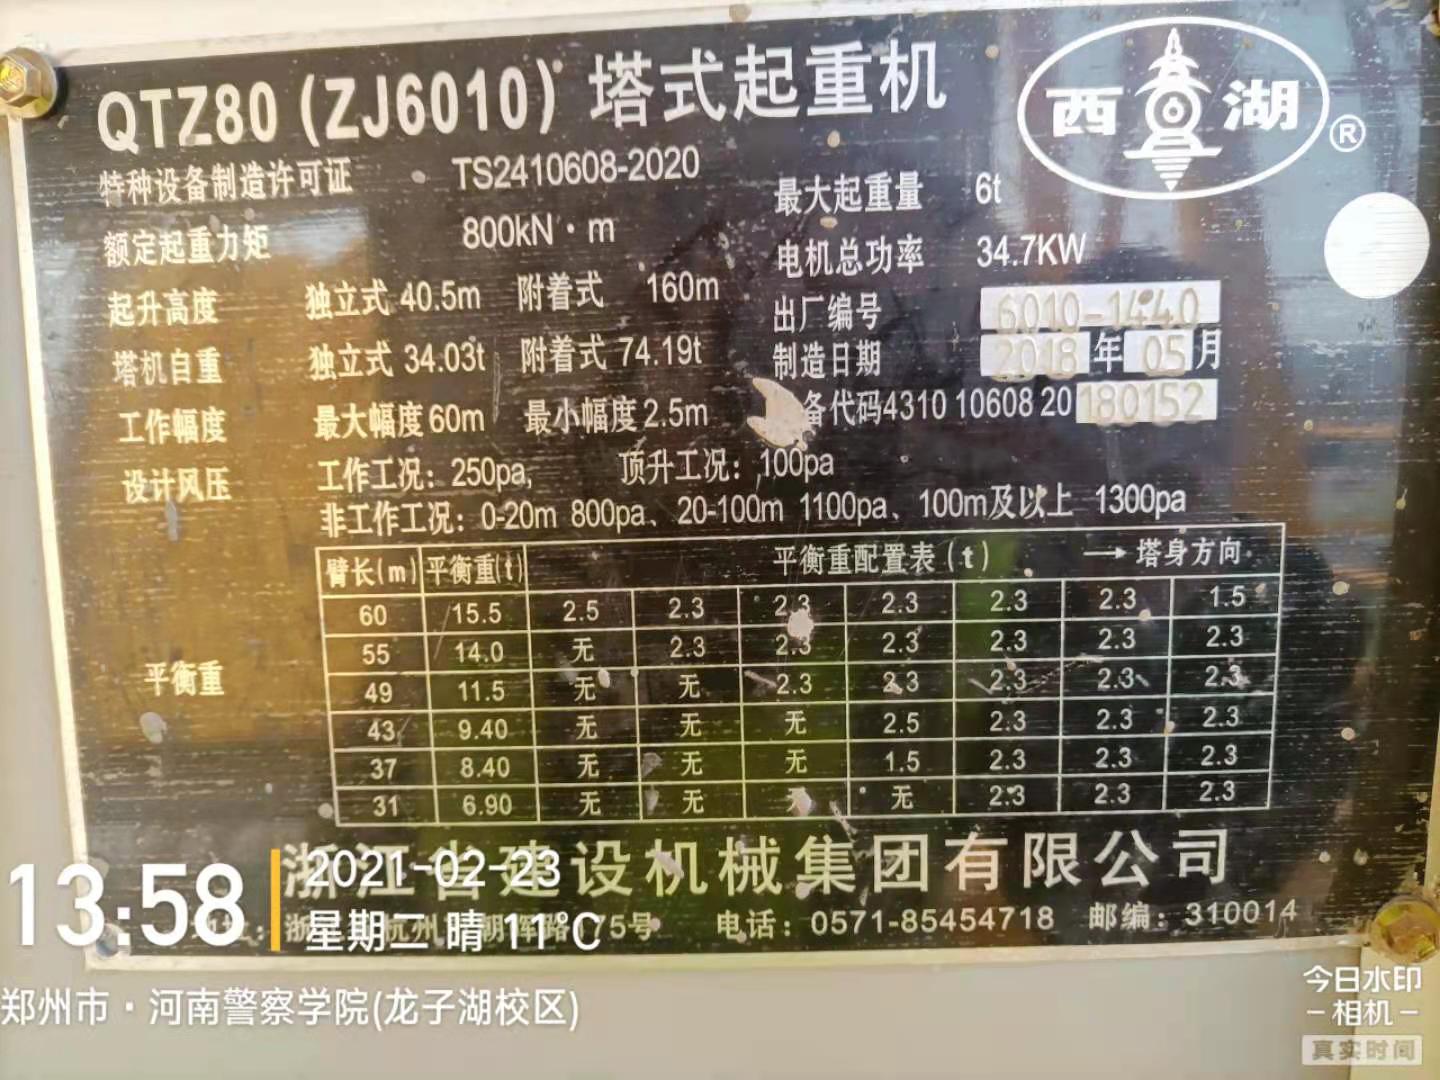 QTZ80 (ZJ6010) 塔式起重机
西湖®
特种设备制造许可证 TS2410608-2020
最大起重量 6t
额定起重力矩 800kN·m
电机总功率 34.7KW
起升高度 独立式 40.5m 附着式 160m
出厂编号 6010-1440
塔机自重 独立式 34.03t 附着式 74.19t
制造日期 2018 年 05 月
工作幅度 最大幅度 60m 最小幅度 2.5m
备代码4310 10608 20 180152
设计风压 工作工况: 250pa, 顶升工况: 100pa
非工作工况: 0-20m 800pa、20-100m 1100pa、100m及以上 1300pa
平衡重
臂长(m) 平衡重(t) 平衡重配置表(t) →塔身方向
60 15.5 2.5 2.3 2.3 2.3 2.3 2.3 1.5
55 14.0 无 2.3 2.3 2.3 2.3 2.3 2.3
49 11.5 无 无 2.3 2.3 2.3 2.3 2.3
43 9.40 无 无 无 2.5 2.3 2.3 2.3
37 8.40 无 无 无 1.5 2.3 2.3 2.3
31 6.90 无 无 无 无 2.3 2.3 2.3
浙江省建设机械集团有限公司
杭州 朝晖路175号 电话: 0571-85454718 邮编: 310014
13:58
2021-02-23
星期二 晴 11℃
郑州市·河南警察学院(龙子湖校区)
今日水印
-相机-
真实时间